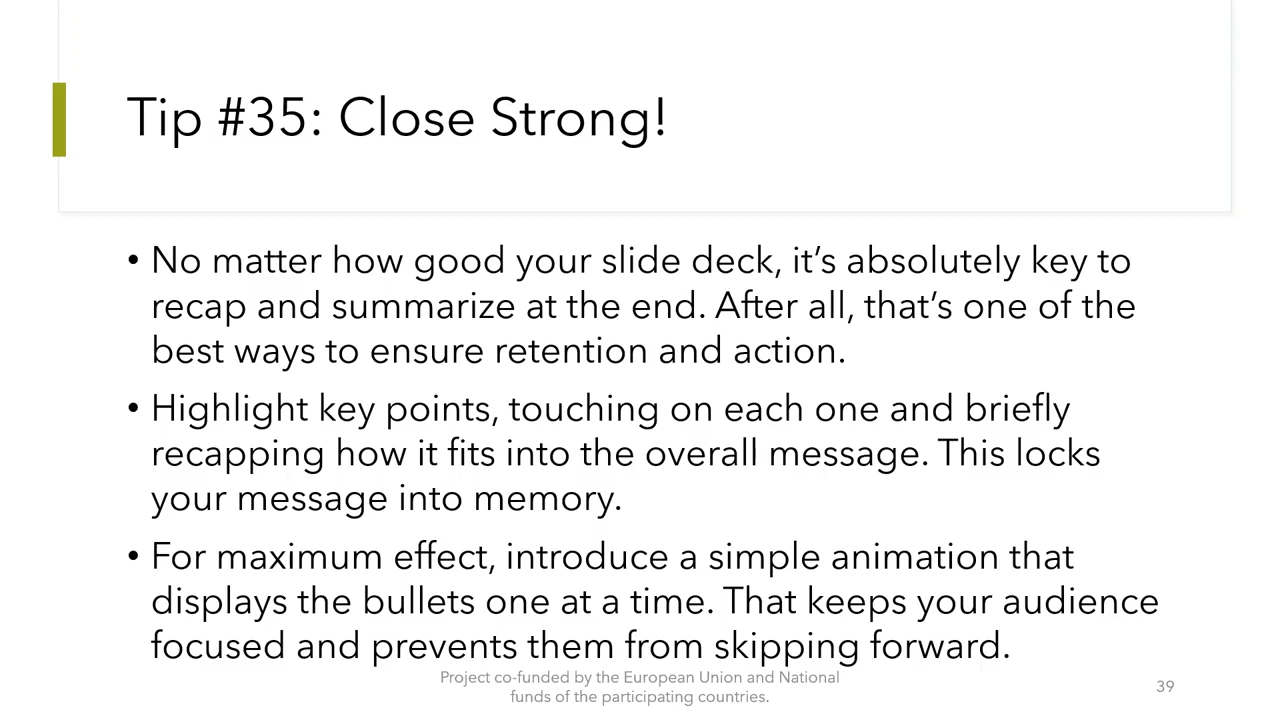 Tip #35: Close Strong!
• No matter how good your slide deck, it’s absolutely key to
recap and summarize at the end. After all, that’s one of the
best ways to ensure retention and action.
• Highlight key points, touching on each one and briefly
recapping how it fits into the overall message. This locks
your message into memory.
• For maximum effect, introduce a simple animation that
displays the bullets one at a time. That keeps your audience
focused and prevents them from skipping forward.
Project co-funded by the European Union and National
funds of the participating countries.
39